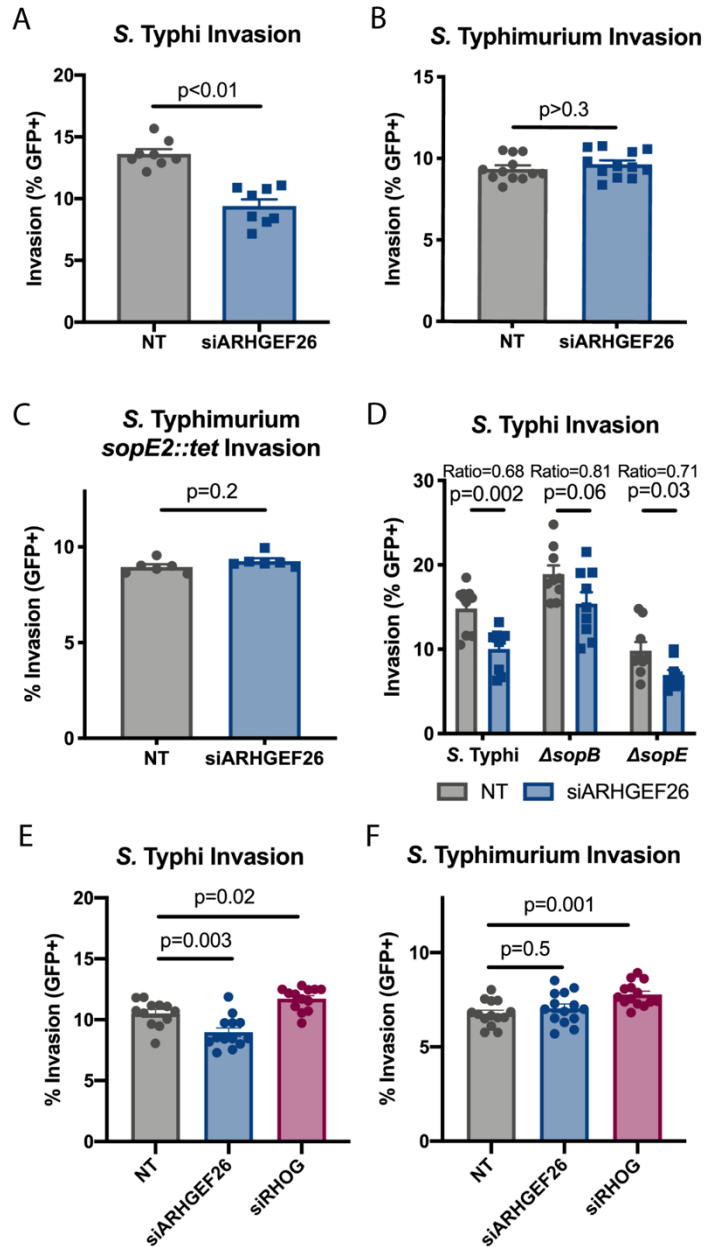 A
S. Typhi Invasion
p<0.01
Invasion (% GFP+)
20
15
10
5
0
NT
siARHGEF26
B
S. Typhimurium Invasion
p>0.3
Invasion (% GFP+)
15
10
5
0
NT
siARHGEF26
C
S. Typhimurium
sopE2::tet Invasion
p=0.2
% Invasion (GFP+)
10
5
0
NT
siARHGEF26
D
S. Typhi Invasion
Ratio=0.68
p=0.002
Ratio=0.81
p=0.06
Ratio=0.71
p=0.03
Invasion (% GFP+)
30
20
10
0
S. Typhi
ΔsopB
ΔsopE
NT
siARHGEF26
E
S. Typhi Invasion
p=0.02
p=0.003
% Invasion (GFP+)
20
15
10
5
0
NT
siARHGEF26
siRHOG
F
S. Typhimurium Invasion
p=0.001
p=0.5
% Invasion (GFP+)
10
5
0
NT
siARHGEF26
siRHOG